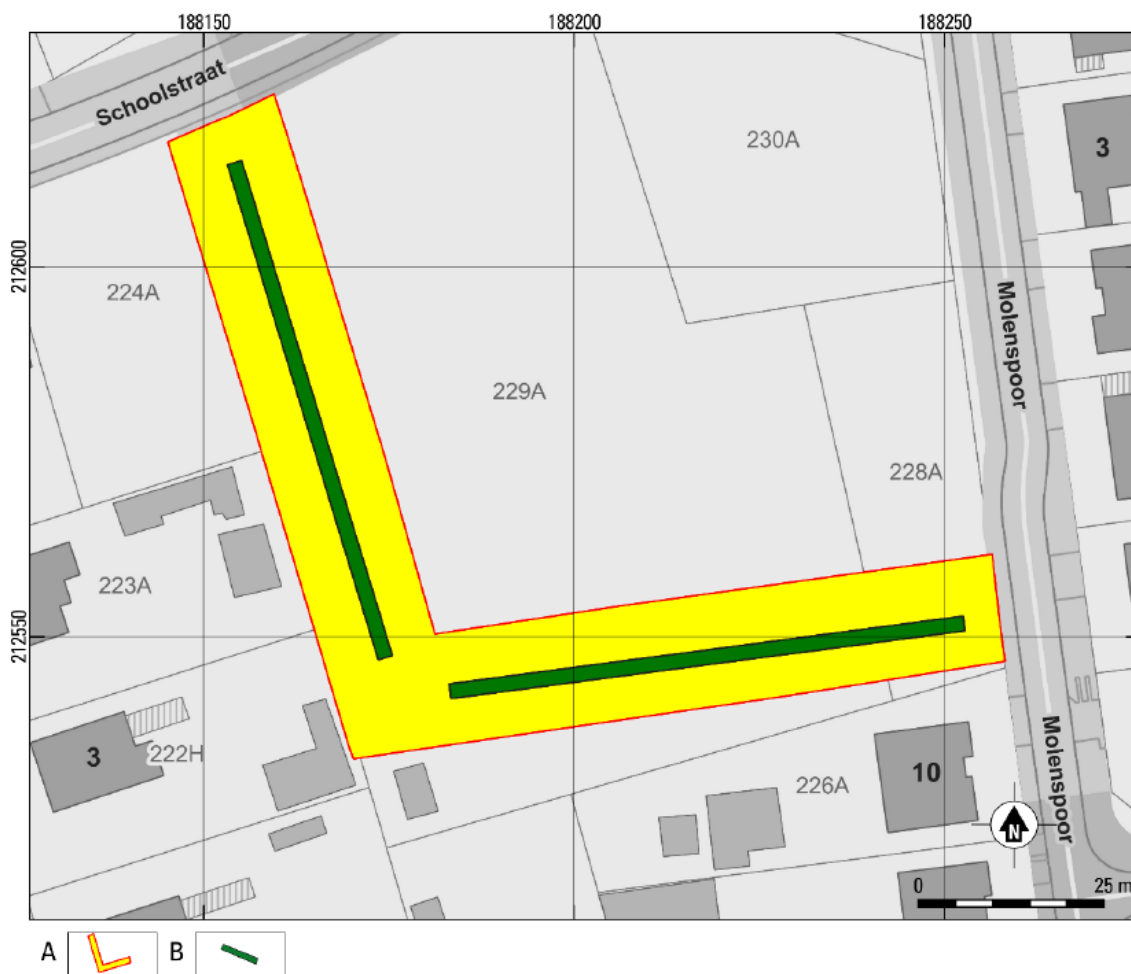 188150
188200
188250
Schoolstraat
230A
3
212600
224A
Molenspoor
229A
228A
223A
212550
3
222H
10
226A
Molenspoor
N
0
25 m
A
B